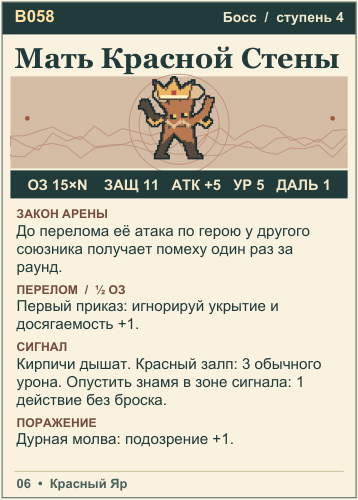 B058
Босс / ступень 4
Мать Красной Стены
ОЗ 15×N ЗАЩ 11 АТК +5 УР 5 ДАЛЬ 1
ЗАКОН АРЕНЫ
До перелома её атака по герою у другого
союзника получает помеху один раз за
раунд.
ПЕРЕЛОМ / ½ ОЗ
Первый приказ: игнорируй укрытие и
досягаемость +1.
СИГНАЛ
Кирпичи дышат. Красный залп: 3 обычного
урона. Опустить знамя в зоне сигнала: 1
действие без броска.
ПОРАЖЕНИЕ
Дурная молва: подозрение +1.
06 • Красный Яр